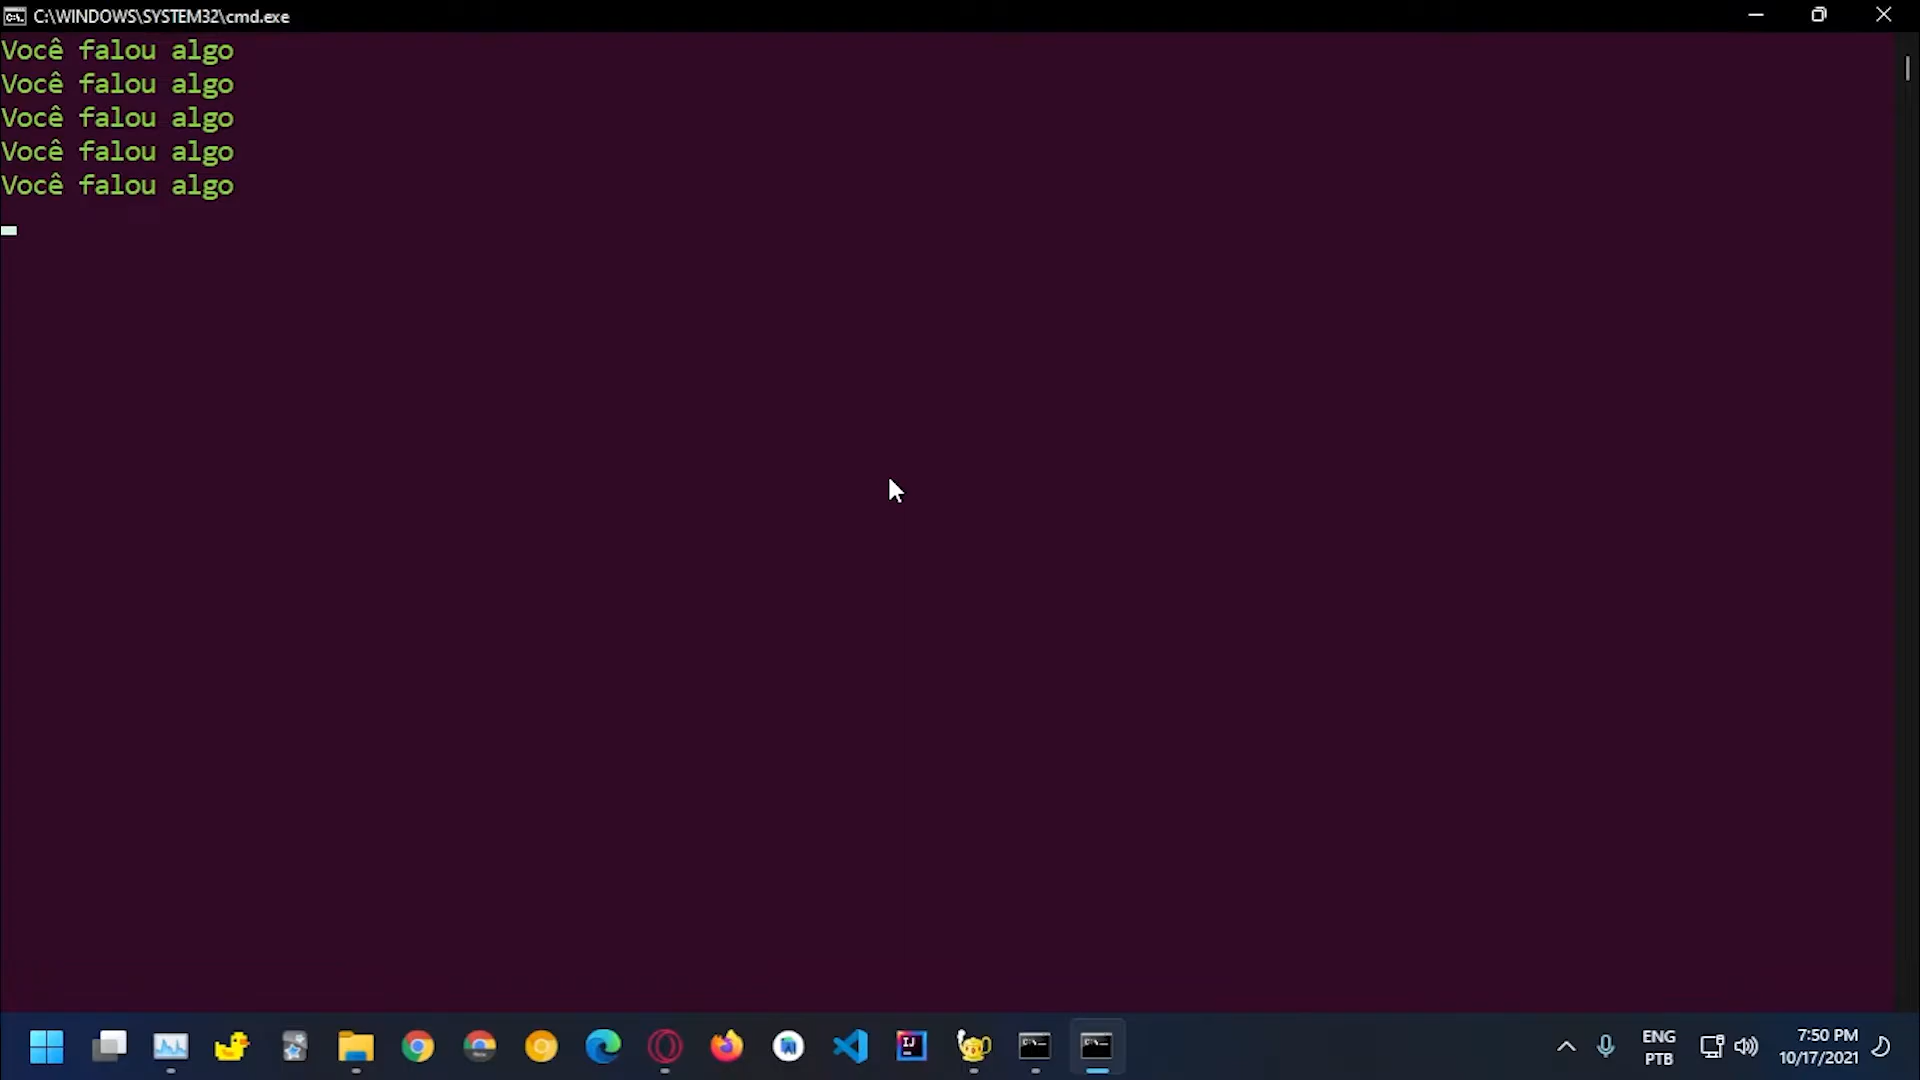 C:\WINDOWS\SYSTEM32\cmd.exe
Você falou algo
Você falou algo
Você falou algo
Você falou algo
Você falou algo
ENG
PTB
7:50 PM
10/17/2021